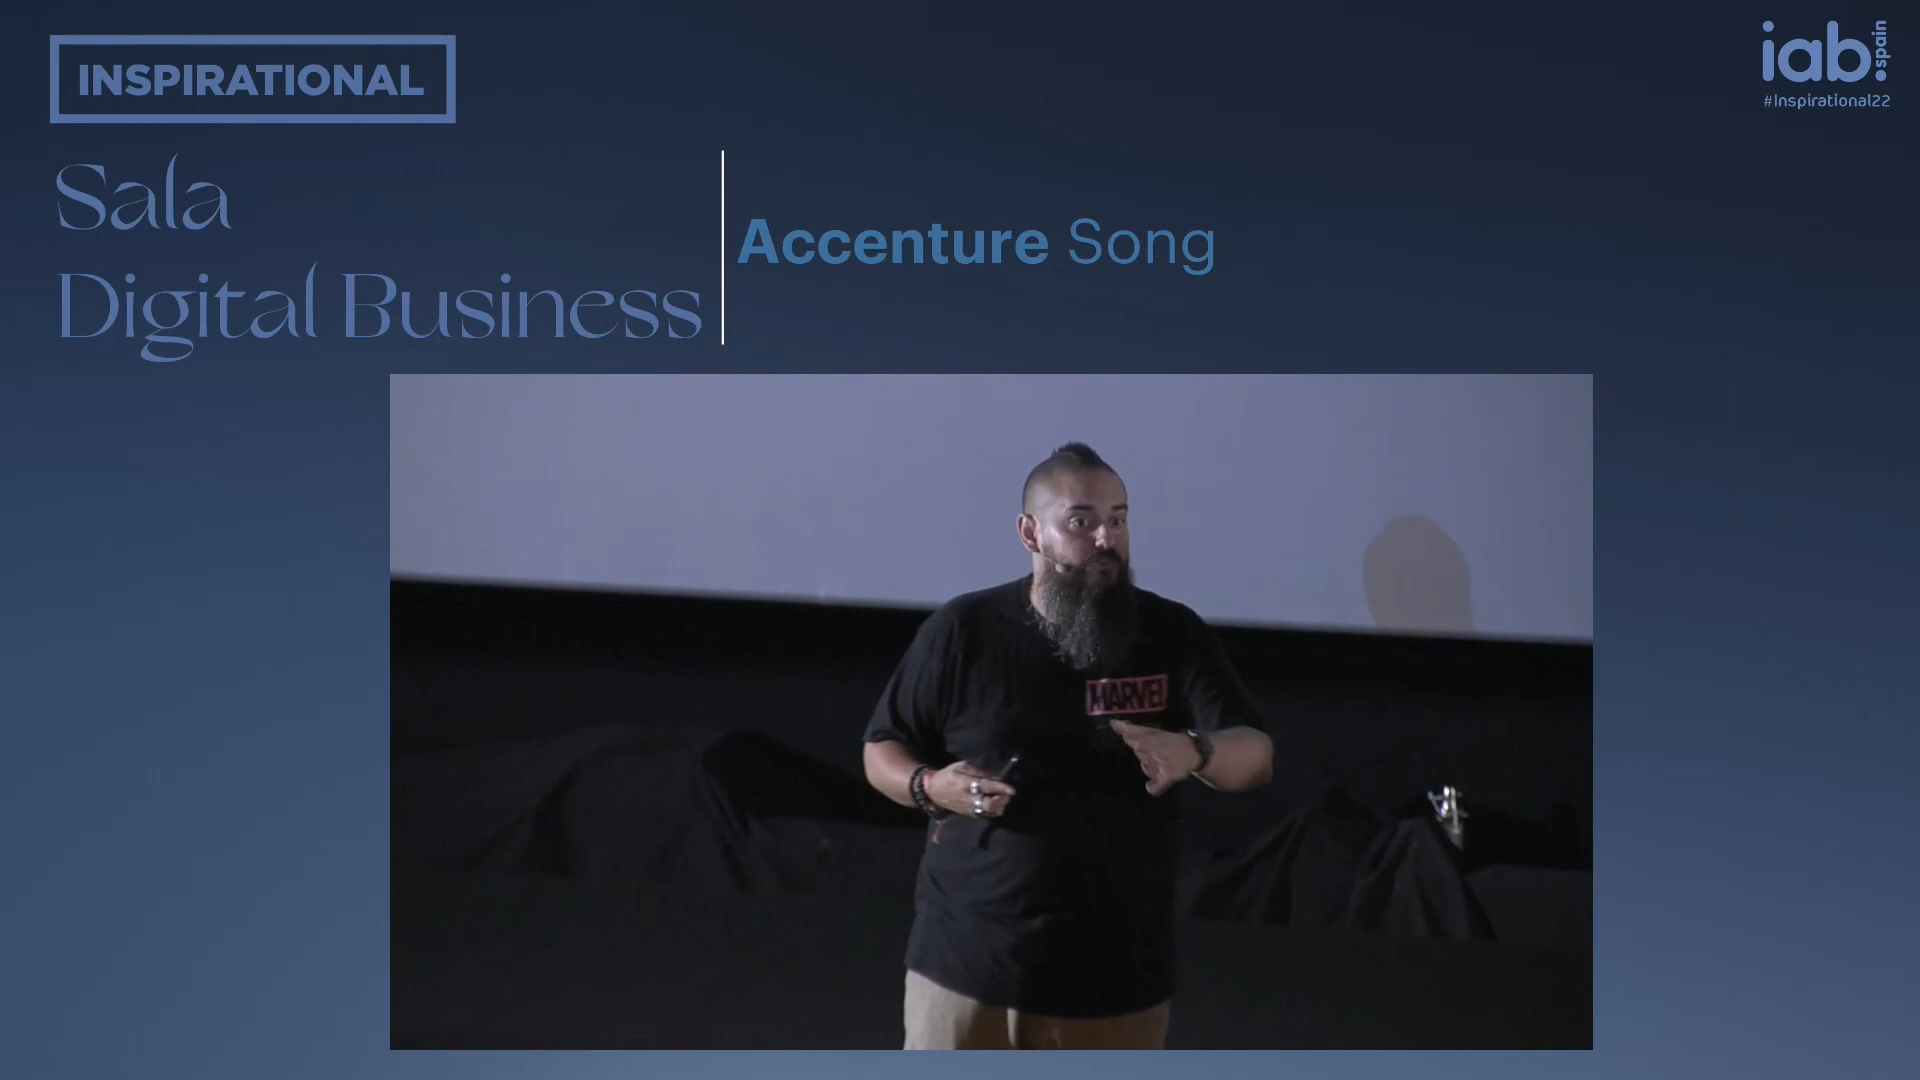 INSPIRATIONAL
iab.spain
#Inspirational22
Sala
Digital Business
Accenture Song
MARVEL